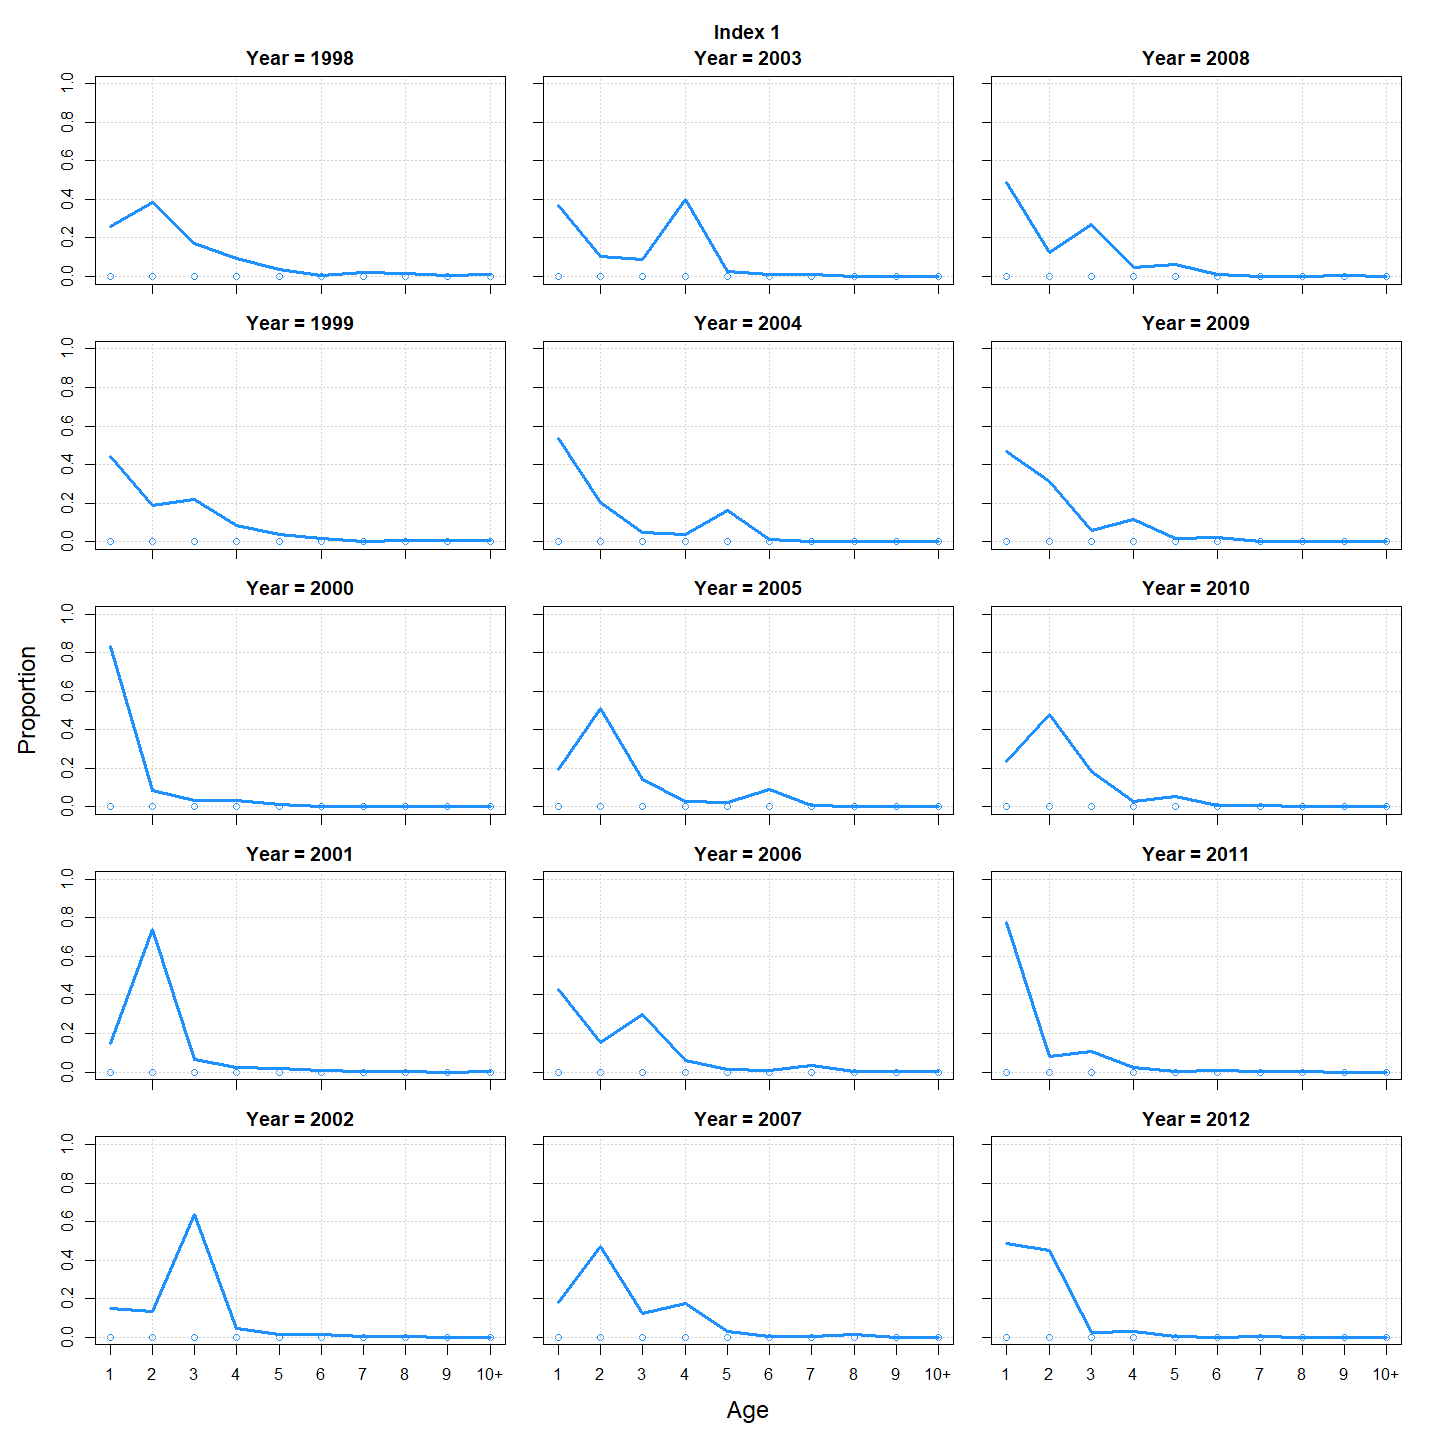 Index 1
Year = 1998 Year = 2003 Year = 2008
0.0 0.2 0.4 0.6 0.8 1.0
Year = 1999 Year = 2004 Year = 2009
0.0 0.2 0.4 0.6 0.8 1.0
Year = 2000 Year = 2005 Year = 2010
0.0 0.2 0.4 0.6 0.8 1.0
Proportion
Year = 2001 Year = 2006 Year = 2011
0.0 0.2 0.4 0.6 0.8 1.0
Year = 2002 Year = 2007 Year = 2012
0.0 0.2 0.4 0.6 0.8 1.0
1 2 3 4 5 6 7 8 9 10+ 1 2 3 4 5 6 7 8 9 10+ 1 2 3 4 5 6 7 8 9 10+
Age